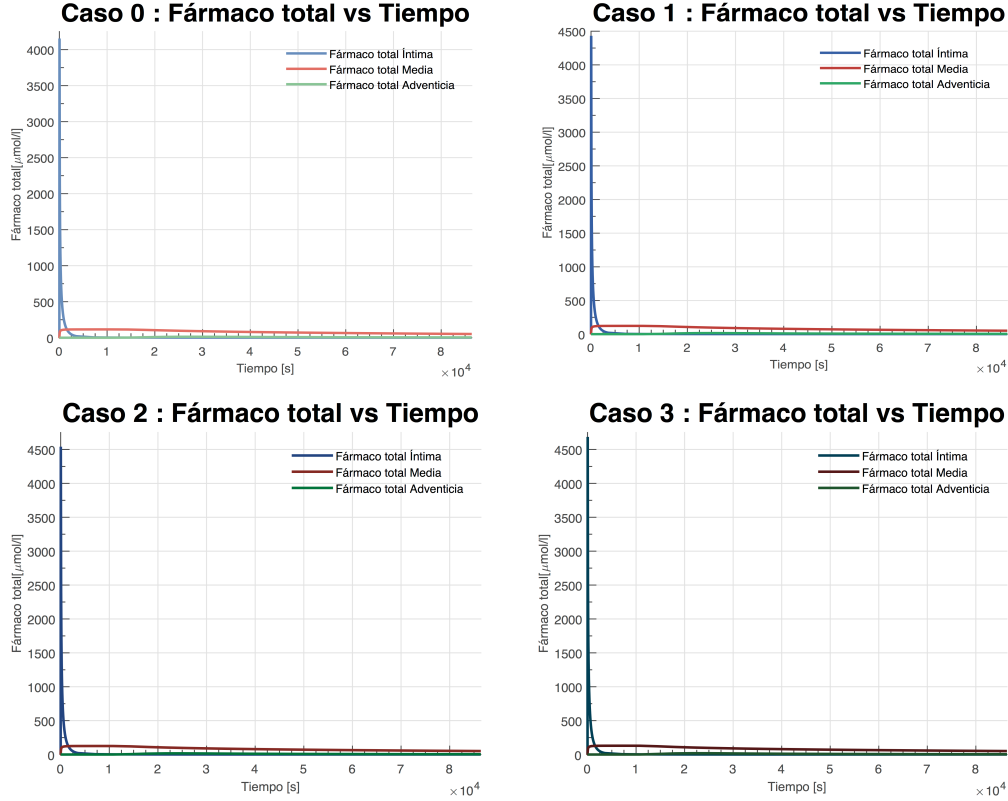 Caso 0 : Fármaco total vs Tiempo
Fármaco total[μmol/l]
4000
3500
3000
2500
2000
1500
1000
500
0
Fármaco total Íntima
Fármaco total Media
Fármaco total Adventicia
0 1 2 3 4 5 6 7 8
Tiempo [s]
×10⁴
Caso 1 : Fármaco total vs Tiempo
Fármaco total[μmol/l]
4500
4000
3500
3000
2500
2000
1500
1000
500
0
Fármaco total Íntima
Fármaco total Media
Fármaco total Adventicia
0 1 2 3 4 5 6 7 8
Tiempo [s]
×10⁴
Caso 2 : Fármaco total vs Tiempo
Fármaco total[μmol/l]
4500
4000
3500
3000
2500
2000
1500
1000
500
0
Fármaco total Íntima
Fármaco total Media
Fármaco total Adventicia
0 1 2 3 4 5 6 7 8
Tiempo [s]
×10⁴
Caso 3 : Fármaco total vs Tiempo
Fármaco total[μmol/l]
4500
4000
3500
3000
2500
2000
1500
1000
500
0
Fármaco total Íntima
Fármaco total Media
Fármaco total Adventicia
0 1 2 3 4 5 6 7 8
Tiempo [s]
×10⁴